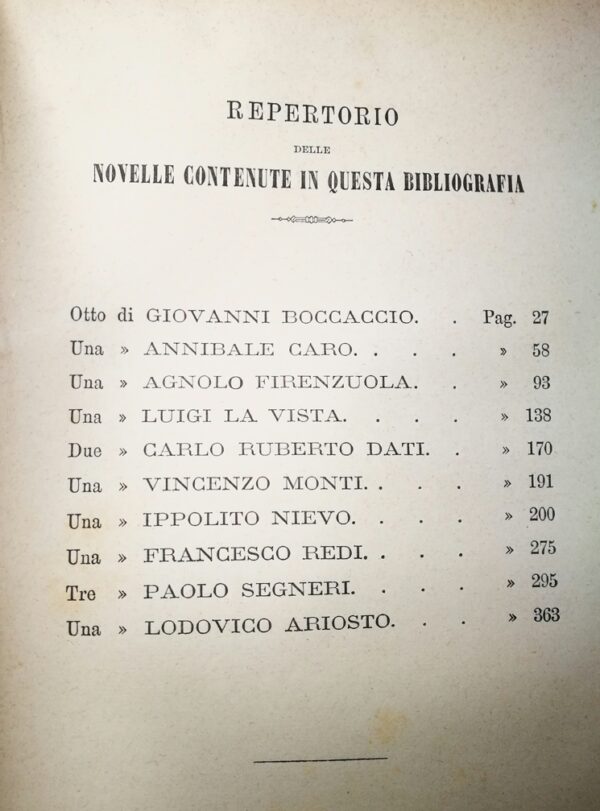 REPERTORIO
DELLE
NOVELLE CONTENUTE IN QUESTA BIBLIOGRAFIA
Otto di GIOVANNI BOCCACCIO. . Pag. 27
Una » ANNIBALE CARO. . . . » 58
Una » AGNOLO FIRENZUOLA. . » 93
Una » LUIGI LA VISTA. . . . » 138
Due » CARLO RUBERTO DATI. . » 170
Una » VINCENZO MONTI. . . . » 191
Una » IPPOLITO NIEVO. . . . » 200
Una » FRANCESCO REDI. . . . » 275
Tre » PAOLO SEGNERI. . . . » 295
Una » LODOVICO ARIOSTO. . . » 363